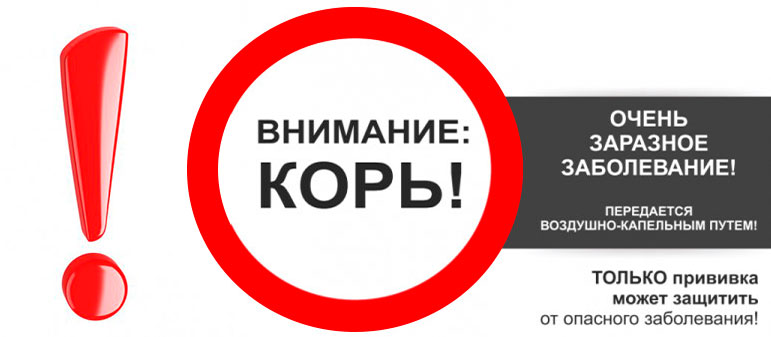 ВНИМАНИЕ:
КОРЬ!
ОЧЕНЬ
ЗАРАЗНОЕ
ЗАБОЛЕВАНИЕ!
ПЕРЕДАЕТСЯ
ВОЗДУШНО-КАПЕЛЬНЫМ ПУТЕМ!
ТОЛЬКО прививка
может защитить
от опасного заболевания!